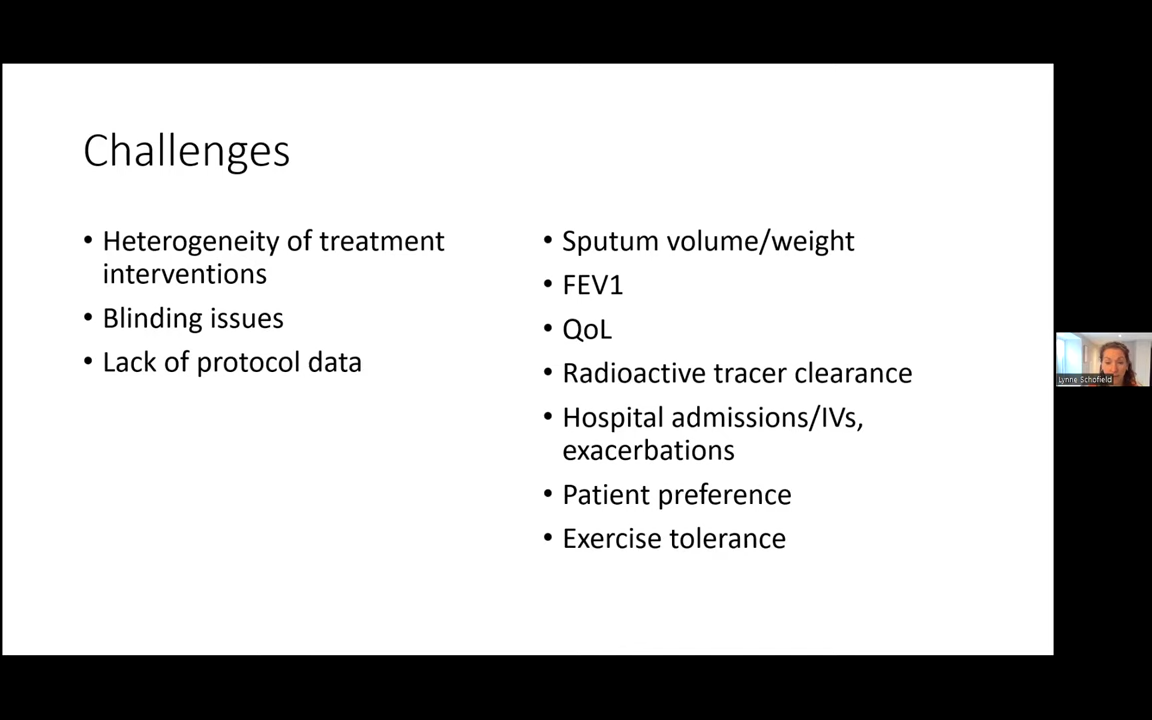 Challenges
• Heterogeneity of treatment
interventions
• Blinding issues
• Lack of protocol data
• Sputum volume/weight
• FEV1
• QoL
• Radioactive tracer clearance
• Hospital admissions/IVs,
exacerbations
• Patient preference
• Exercise tolerance
Lynne Schofield